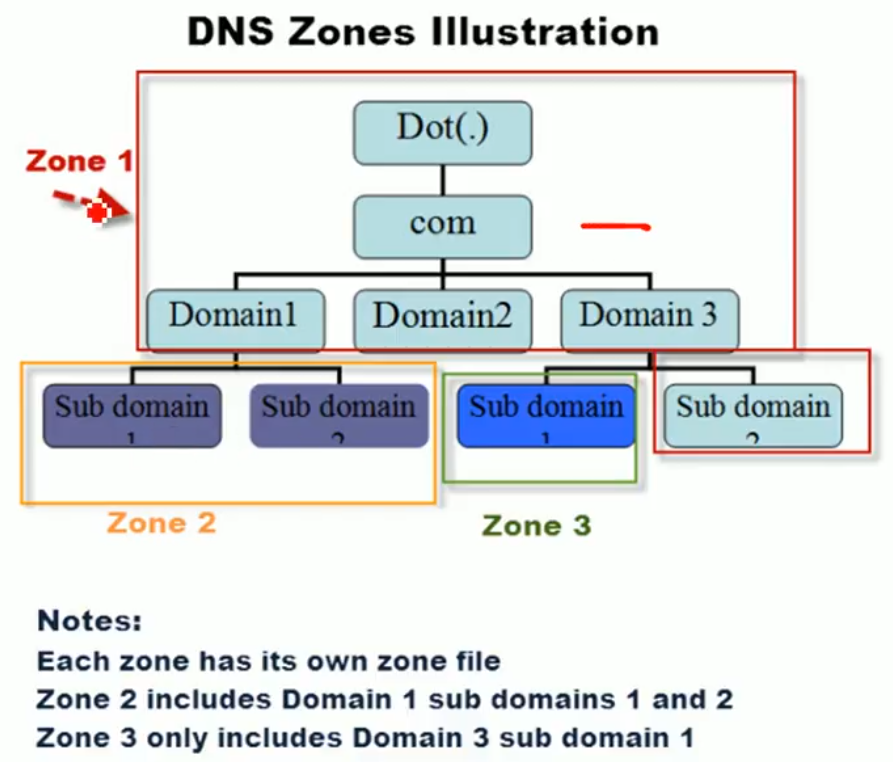 DNS Zones Illustration
Dot(.)
Zone 1
com
Domain1 Domain2 Domain 3
Sub domain 1 Sub domain 2 Sub domain 1 Sub domain 2
Zone 2 Zone 3
Notes:
Each zone has its own zone file
Zone 2 includes Domain 1 sub domains 1 and 2
Zone 3 only includes Domain 3 sub domain 1